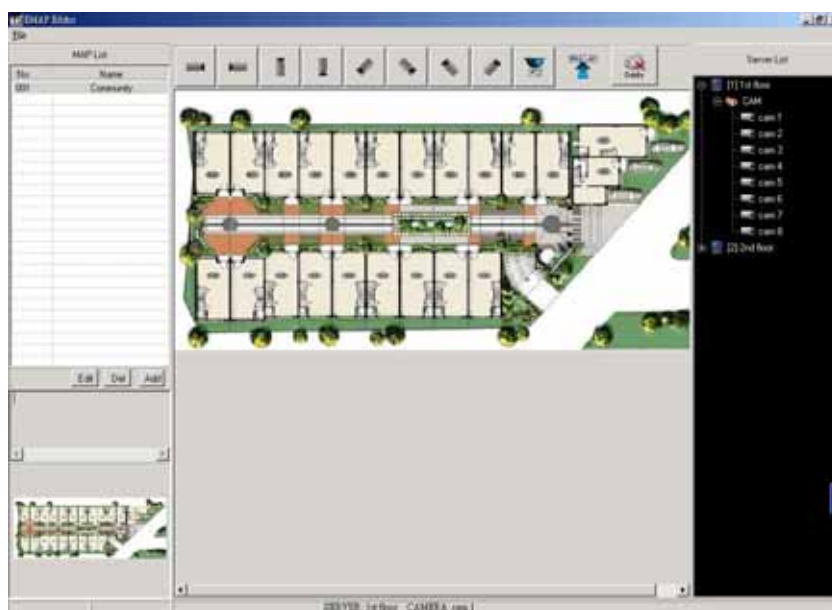 EMAP Editor
File
MAP List
No
Name
001
Community
PTZ
Delete
Edit
Del
Add
Server List
[1]1st floor
CAM
cam 1
cam 2
cam 3
cam 4
cam 5
cam 6
cam 7
cam 8
[2]2nd floor
SERVER: 1st floor CAMERA: cam 1